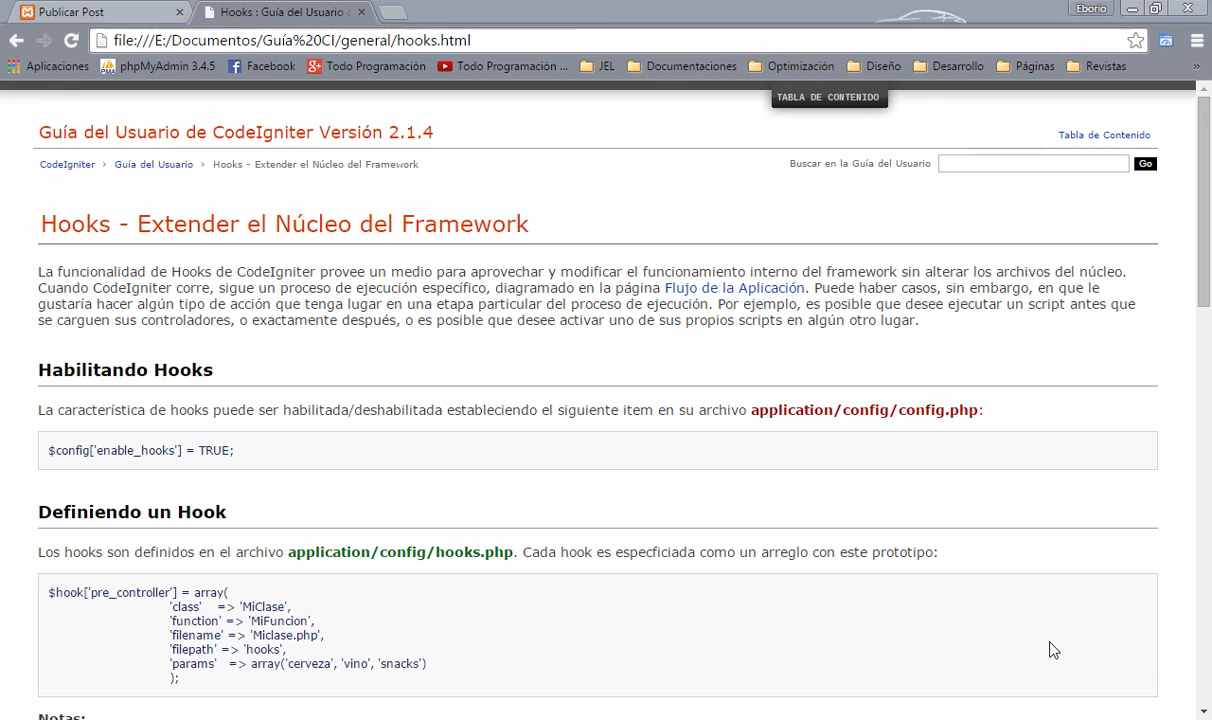 Publicar Post
Hooks : Guía del Usuario
Eborio
file:///E:/Documentos/Guía%20CI/general/hooks.html
Aplicaciones phpMyAdmin 3.4.5 Facebook Todo Programación Todo Programación ... JEL Documentaciones Optimización Diseño Desarrollo Páginas Revistas »
TABLA DE CONTENIDO
Guía del Usuario de CodeIgniter Versión 2.1.4
Tabla de Contenido
CodeIgniter › Guía del Usuario › Hooks - Extender el Núcleo del Framework
Buscar en la Guía del Usuario Go
Hooks - Extender el Núcleo del Framework
La funcionalidad de Hooks de CodeIgniter provee un medio para aprovechar y modificar el funcionamiento interno del framework sin alterar los archivos del núcleo.
Cuando CodeIgniter corre, sigue un proceso de ejecución específico, diagramado en la página Flujo de la Aplicación. Puede haber casos, sin embargo, en que le
gustaría hacer algún tipo de acción que tenga lugar en una etapa particular del proceso de ejecución. Por ejemplo, es posible que desee ejecutar un script antes que
se carguen sus controladores, o exactamente después, o es posible que desee activar uno de sus propios scripts en algún otro lugar.
Habilitando Hooks
La característica de hooks puede ser habilitada/deshabilitada estableciendo el siguiente item en su archivo application/config/config.php:
$config['enable_hooks'] = TRUE;
Definiendo un Hook
Los hooks son definidos en el archivo application/config/hooks.php. Cada hook es especficiada como un arreglo con este prototipo:
$hook['pre_controller'] = array(
'class' => 'MiClase',
'function' => 'MiFuncion',
'filename' => 'Miclase.php',
'filepath' => 'hooks',
'params' => array('cerveza', 'vino', 'snacks')
);
Notas: